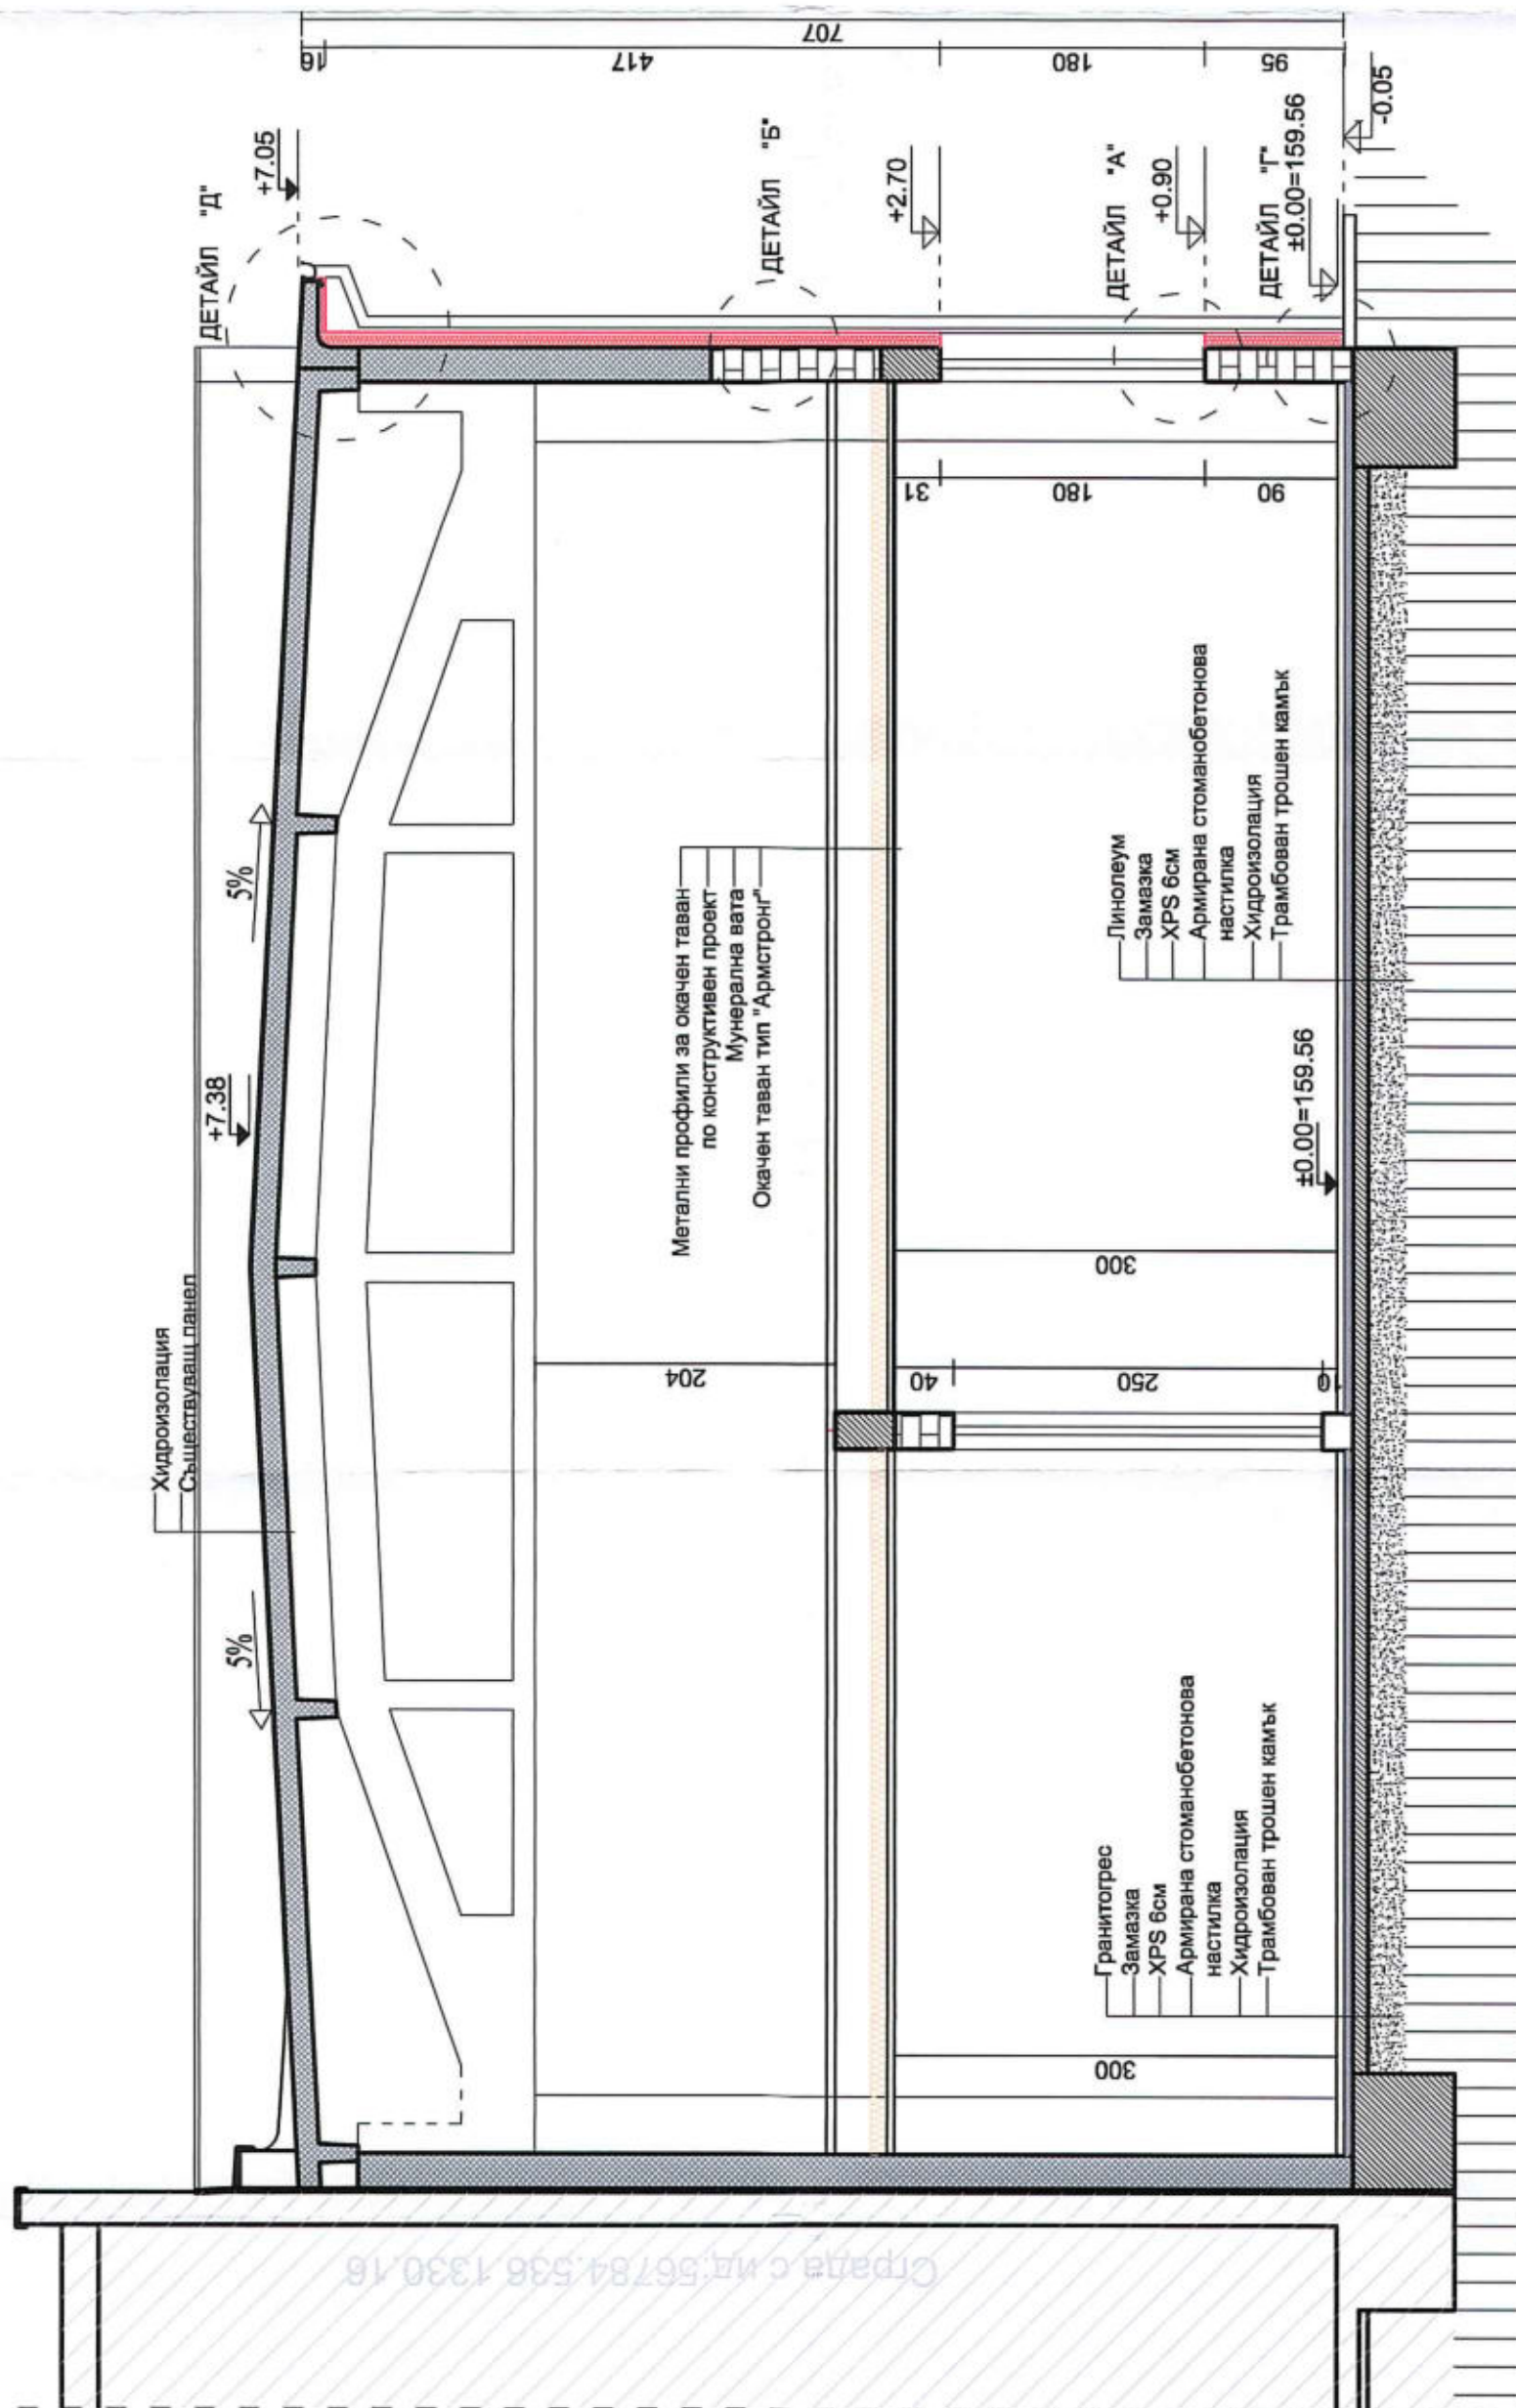 Хидроизолация
Съществуващ панел
5%
+7.38
5%
ДЕТАЙЛ "Д"
+7.05
Метални профили за окачен таван
по конструктивен проект
Мунерална вата
Окачен таван тип "Армстронг"
ДЕТАЙЛ "Б"
+2.70
ДЕТАЙЛ "А"
+0.90
ДЕТАЙЛ "Г"
±0.00=159.56
-0.05
16
417
180
95
707
31
180
90
204
300
40
250
10
300
±0.00=159.56
Линолеум
Замазка
XPS 6см
Армирана стоманобетонова
настилка
Хидроизолация
Трамбован трошен камък
Гранитогрес
Замазка
XPS 6см
Армирана стоманобетонова
настилка
Хидроизолация
Трамбован трошен камък
Сграда с ид.56784.536.1330.16